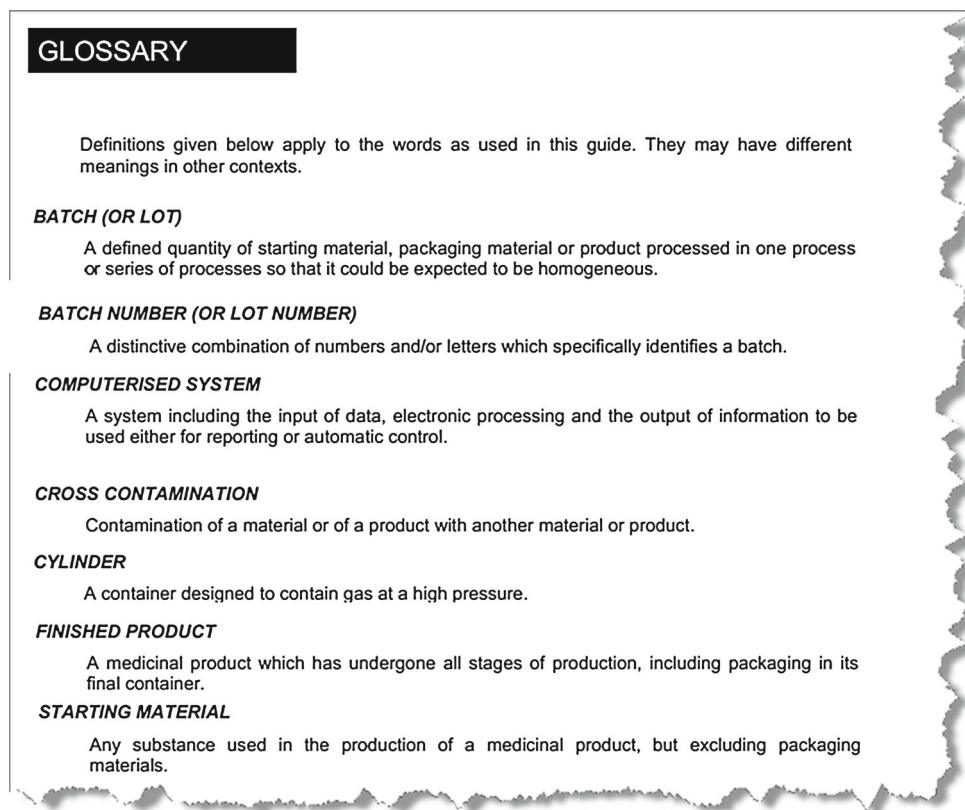 GLOSSARY
Definitions given below apply to the words as used in this guide. They may have different
meanings in other contexts.
BATCH (OR LOT)
A defined quantity of starting material, packaging material or product processed in one process
or series of processes so that it could be expected to be homogeneous.
BATCH NUMBER (OR LOT NUMBER)
A distinctive combination of numbers and/or letters which specifically identifies a batch.
COMPUTERISED SYSTEM
A system including the input of data, electronic processing and the output of information to be
used either for reporting or automatic control.
CROSS CONTAMINATION
Contamination of a material or of a product with another material or product.
CYLINDER
A container designed to contain gas at a high pressure.
FINISHED PRODUCT
A medicinal product which has undergone all stages of production, including packaging in its
final container.
STARTING MATERIAL
Any substance used in the production of a medicinal product, but excluding packaging
materials.